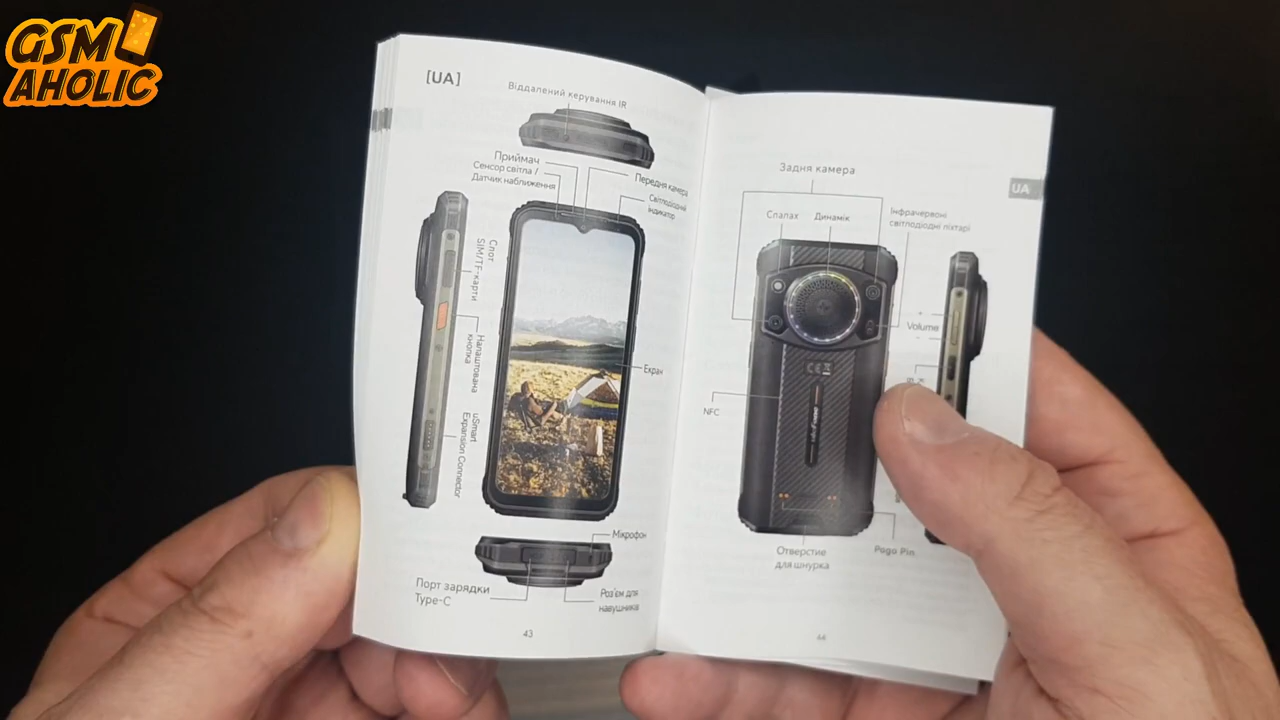 GSM
AHOLIC
[UA]
Віддалений керування IR
Приймач
Сенсор світла /
Датчик наближення
Передня камера
Світлодіодний
індикатор
Слот
SIM/TF-карти
Налаштована
кнопка
uSmart
Expansion Connector
Екран
Мікрофон
Порт зарядки
Type-C
Роз'єм для
навушників
43
Задня камера
UA
Спалах
Динамік
Інфрачервоні
світлодіодні ліхтарі
+
Volume
-
NFC
Отверстие
для шнурка
Pogo Pin
44